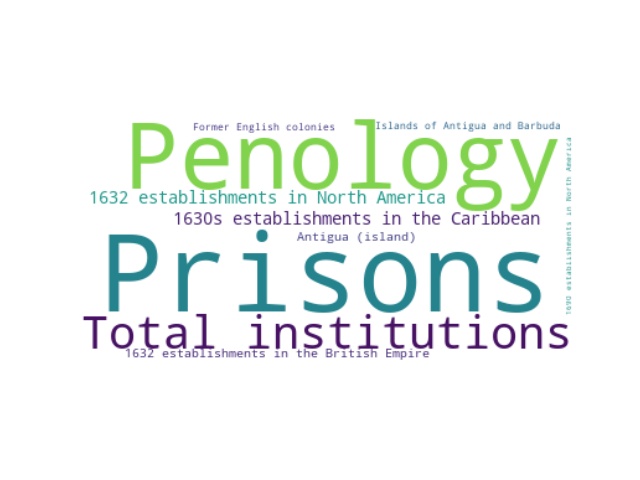 Former English colonies
Islands of Antigua and Barbuda
Penology
1632 establishments in North America
1630s establishments in the Caribbean
Antigua (island)
Prisons
Total institutions
1632 establishments in the British Empire
1690 establishments in North America